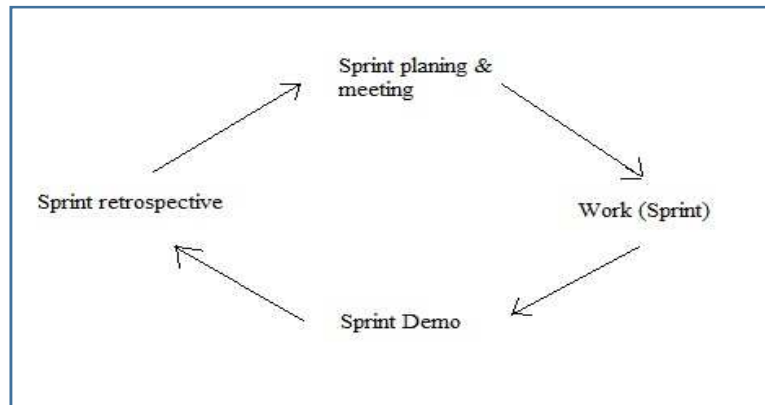 Sprint planing &
meeting
Work (Sprint)
Sprint Demo
Sprint retrospective